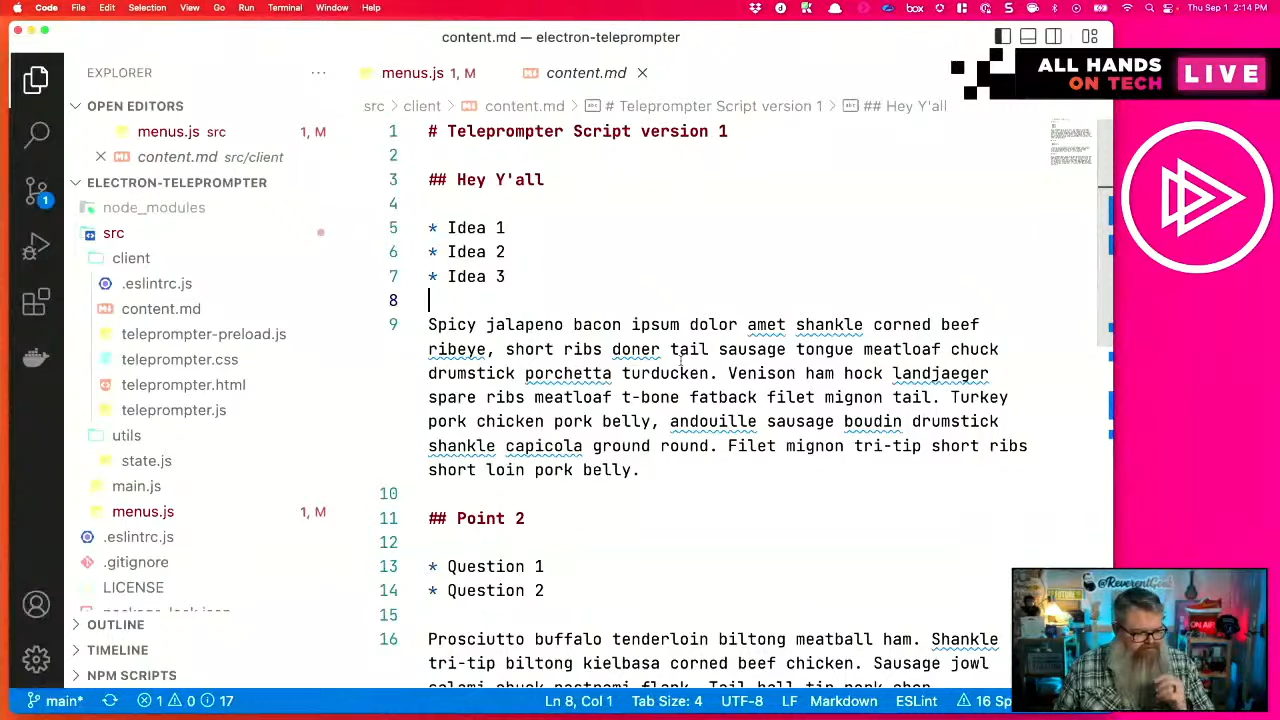 Code File Edit Selection View Go Run Terminal Window Help box Thu Sep 1 2:14 PM
content.md — electron-teleprompter
EXPLORER ···
menus.js 1, M
content.md
ALL HANDS
ON TECH
LIVE
OPEN EDITORS
src > client > content.md > # Teleprompter Script version 1 > ## Hey Y'all
menus.js src 1, M
content.md src/client
ELECTRON-TELEPROMPTER
node_modules
src
client
.eslintrc.js
content.md
teleprompter-preload.js
teleprompter.css
teleprompter.html
teleprompter.js
utils
state.js
main.js
menus.js 1, M
.eslintrc.js
.gitignore
LICENSE
package-lock.json
OUTLINE
TIMELINE
NPM SCRIPTS
1 # Teleprompter Script version 1
2
3 ## Hey Y'all
4
5 * Idea 1
6 * Idea 2
7 * Idea 3
8
9 Spicy jalapeno bacon ipsum dolor amet shankle corned beef
ribeye, short ribs doner tail sausage tongue meatloaf chuck
drumstick porchetta turducken. Venison ham hock landjaeger
spare ribs meatloaf t-bone fatback filet mignon tail. Turkey
pork chicken pork belly, andouille sausage boudin drumstick
shankle capicola ground round. Filet mignon tri-tip short ribs
short loin pork belly.
10
11 ## Point 2
12
13 * Question 1
14 * Question 2
15
16 Prosciutto buffalo tenderloin biltong meatball ham. Shankle
tri-tip biltong kielbasa corned beef chicken. Sausage jowl
1
@ReverentGeek
ON AIR
main* 1 0 17 Ln 8, Col 1 Tab Size: 4 UTF-8 LF Markdown ESLint 16 Sp